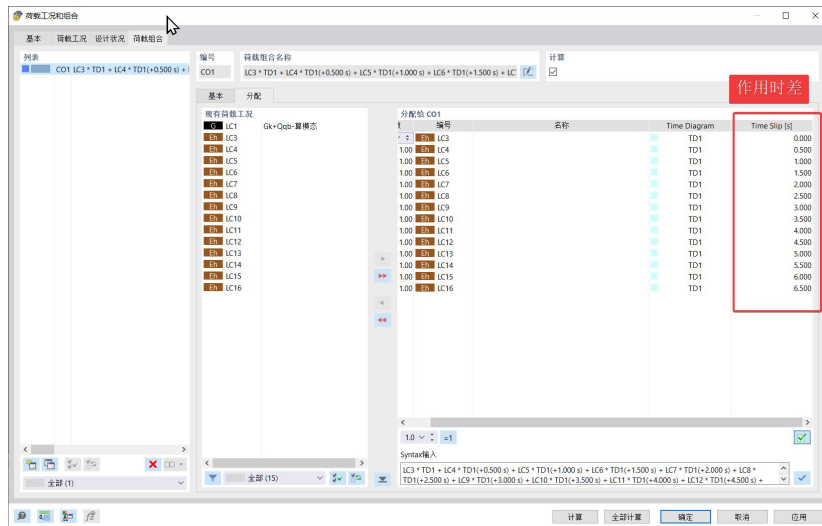 荷载工况和组合
基本 荷载工况 设计状况 荷载组合
列表
CO1 LC3 * TD1 + LC4 * TD1(+0.500 s) +
编号
CO1
荷载组合名称
LC3 * TD1 + LC4 * TD1(+0.500 s) + LC5 * TD1(+1.000 s) + LC6 * TD1(+1.500 s) + LC
计算
基本 分配
作用时差
现有荷载工况
G LC1 Gk+Qqb-算模态
Eh LC3
Eh LC4
Eh LC5
Eh LC6
Eh LC7
Eh LC8
Eh LC9
Eh LC10
Eh LC11
Eh LC12
Eh LC13
Eh LC14
Eh LC15
Eh LC16
分配给 CO1
编号 名称 Time Diagram Time Slip [s]
Eh LC3 TD1 0.000
1.00 Eh LC4 TD1 0.500
1.00 Eh LC5 TD1 1.000
1.00 Eh LC6 TD1 1.500
1.00 Eh LC7 TD1 2.000
1.00 Eh LC8 TD1 2.500
1.00 Eh LC9 TD1 3.000
1.00 Eh LC10 TD1 3.500
1.00 Eh LC11 TD1 4.000
1.00 Eh LC12 TD1 4.500
1.00 Eh LC13 TD1 5.000
1.00 Eh LC14 TD1 5.500
1.00 Eh LC15 TD1 6.000
1.00 Eh LC16 TD1 6.500
1.0 =1
Syntax输入
LC3 * TD1 + LC4 * TD1(+0.500 s) + LC5 * TD1(+1.000 s) + LC6 * TD1(+1.500 s) + LC7 * TD1(+2.000 s) + LC8 *
TD1(+2.500 s) + LC9 * TD1(+3.000 s) + LC10 * TD1(+3.500 s) + LC11 * TD1(+4.000 s) + LC12 * TD1(+4.500 s) +
全部 (1)
全部 (15)
计算 全部计算 确定 取消 应用